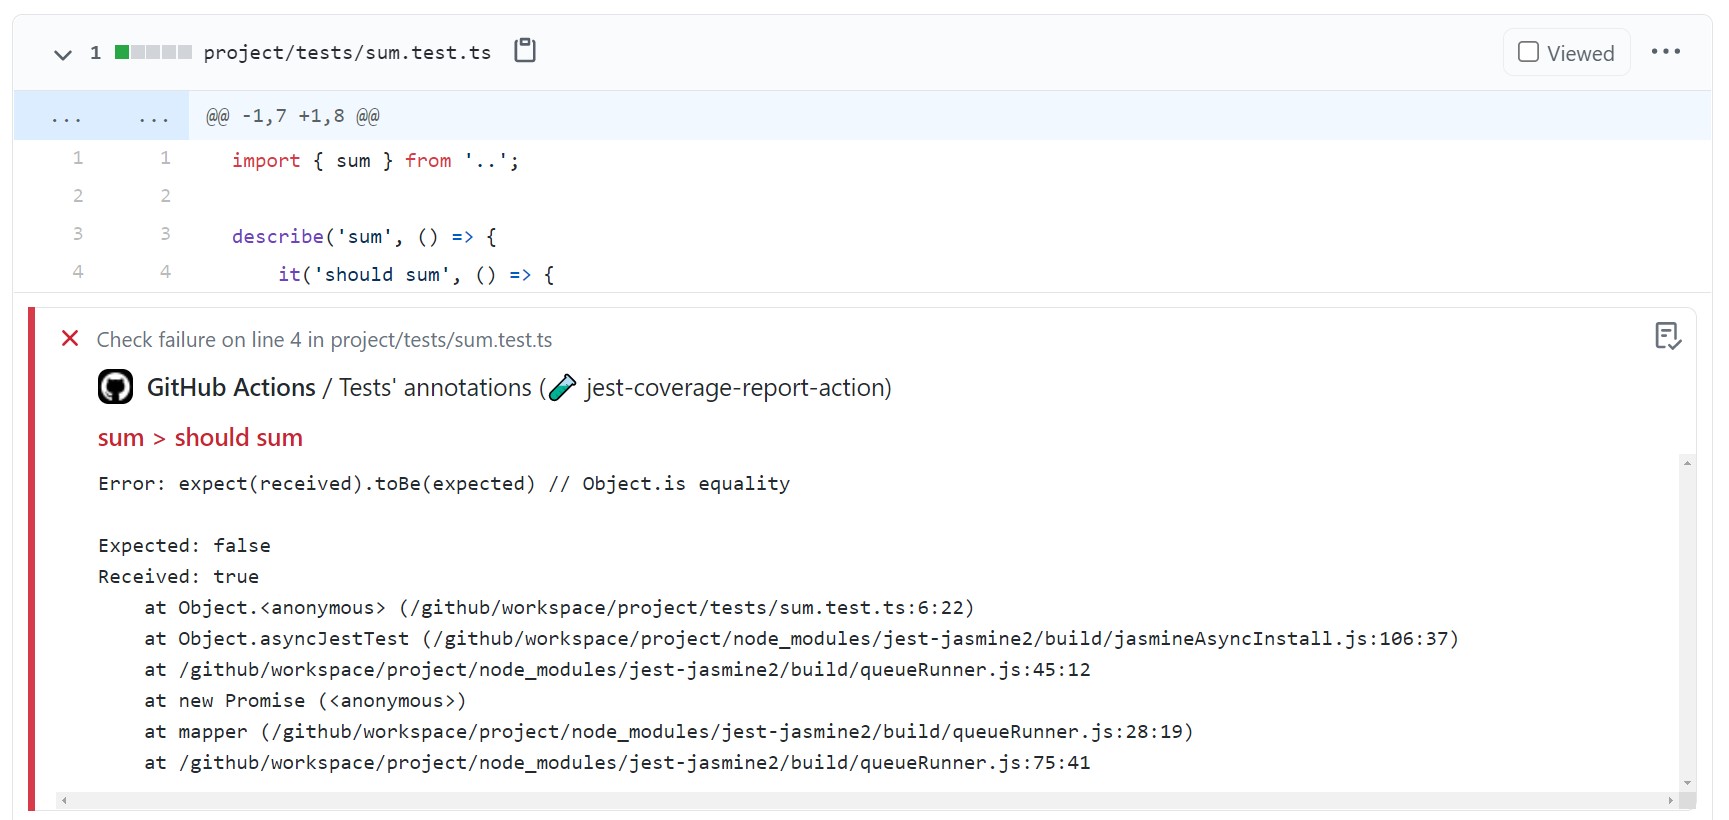 1 project/tests/sum.test.ts Viewed ...
... ... @@ -1,7 +1,8 @@
1 1 import { sum } from '..';
2 2
3 3 describe('sum', () => {
4 4 it('should sum', () => {
Check failure on line 4 in project/tests/sum.test.ts
GitHub Actions / Tests' annotations (🧪 jest-coverage-report-action)
sum > should sum
Error: expect(received).toBe(expected) // Object.is equality
Expected: false
Received: true
at Object.<anonymous> (/github/workspace/project/tests/sum.test.ts:6:22)
at Object.asyncJestTest (/github/workspace/project/node_modules/jest-jasmine2/build/jasmineAsyncInstall.js:106:37)
at /github/workspace/project/node_modules/jest-jasmine2/build/queueRunner.js:45:12
at new Promise (<anonymous>)
at mapper (/github/workspace/project/node_modules/jest-jasmine2/build/queueRunner.js:28:19)
at /github/workspace/project/node_modules/jest-jasmine2/build/queueRunner.js:75:41